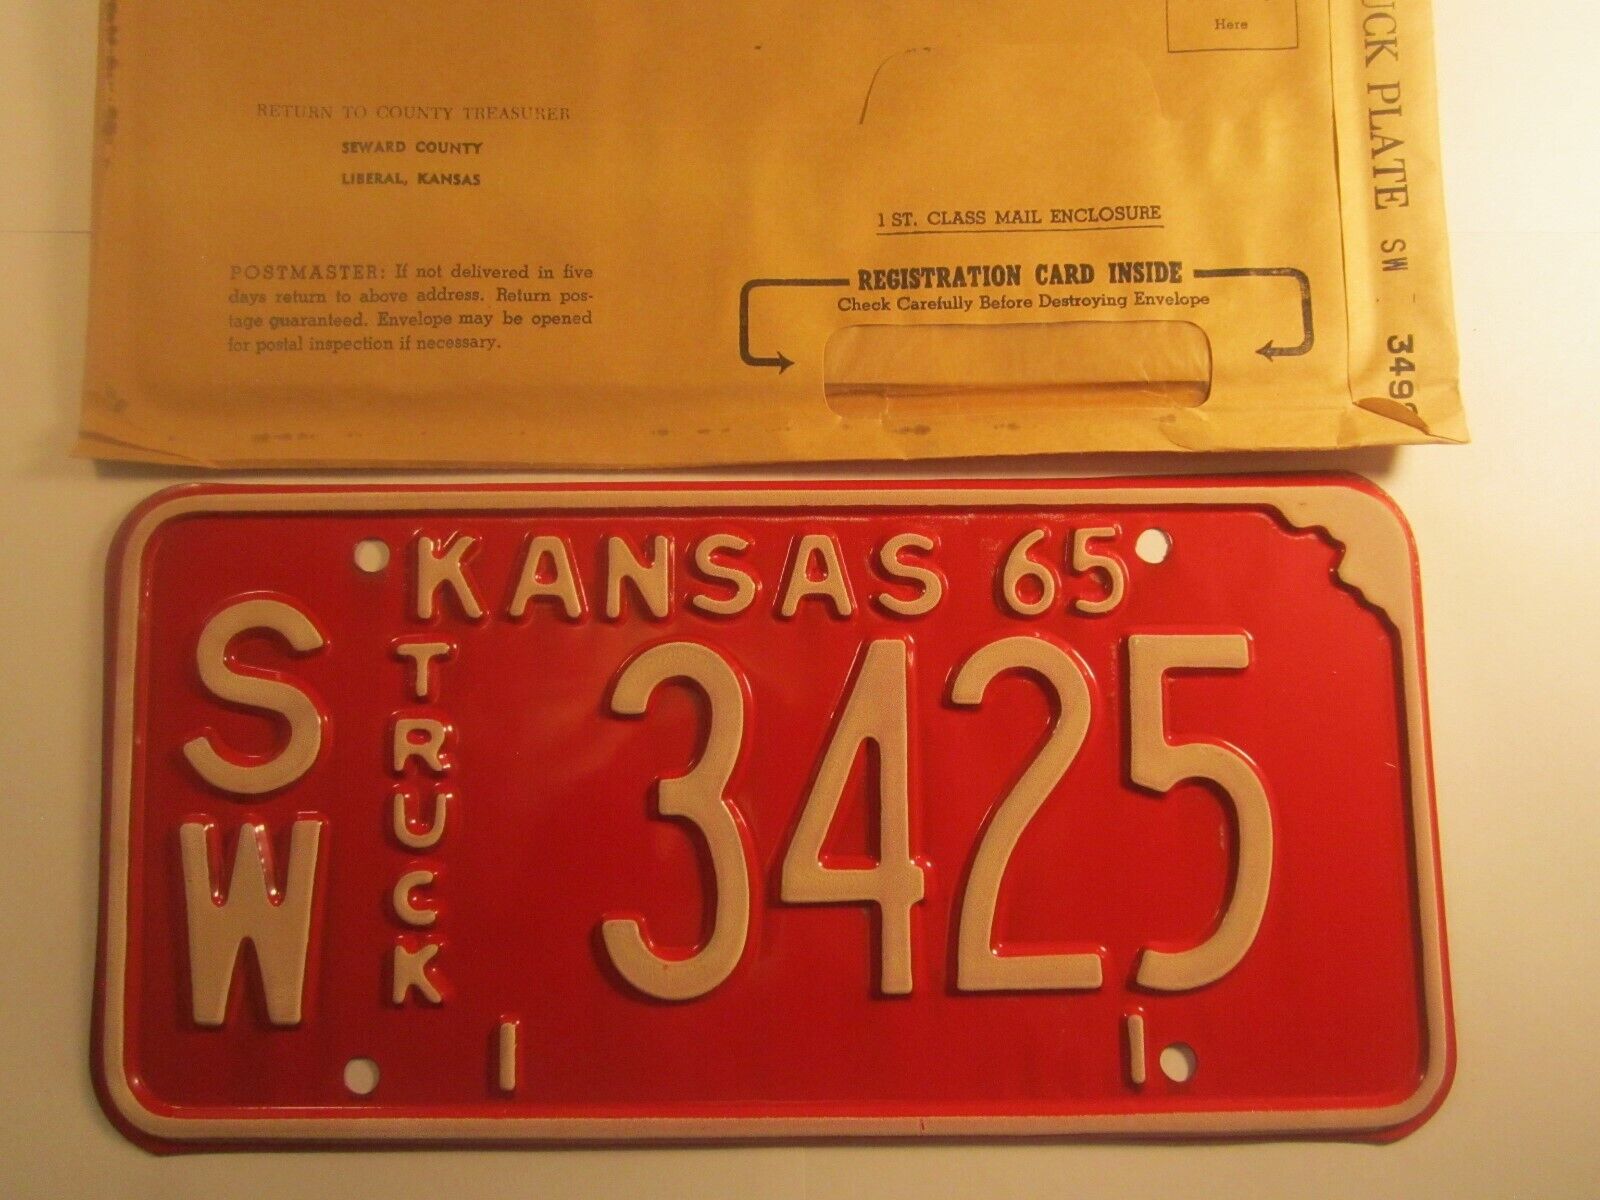 Here
RETURN TO COUNTY TREASURER
SEWARD COUNTY
LIBERAL, KANSAS
POSTMASTER: If not delivered in five
days return to above address. Return pos-
tage guaranteed. Envelope may be opened
for postal inspection if necessary.
1 ST. CLASS MAIL ENCLOSURE
REGISTRATION CARD INSIDE
Check Carefully Before Destroying Envelope
UCK PLATE SW - 349
KANSAS 65
SW
TRUCK
3425